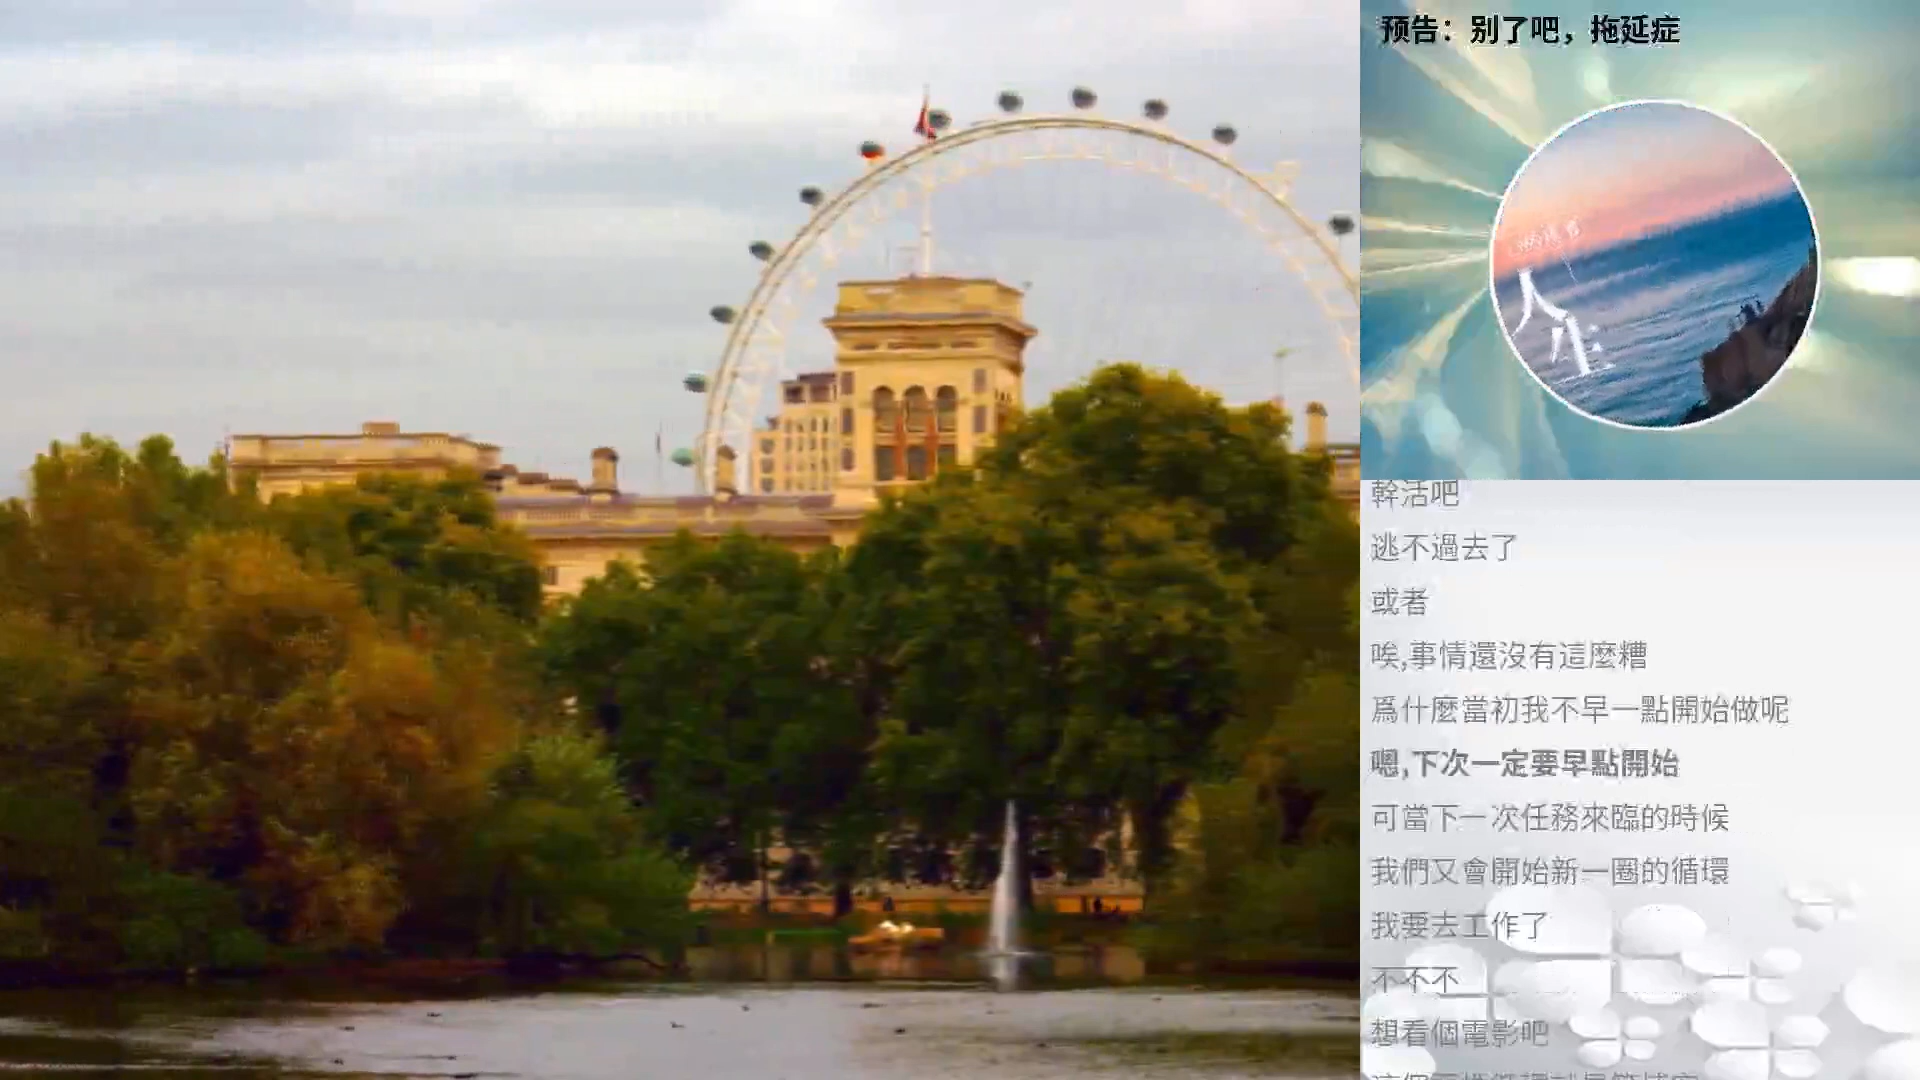 预告：别了吧，拖延症
人生
幹活吧
逃不過去了
或者
唉,事情還沒有這麼糟
爲什麼當初我不早一點開始做呢
嗯,下次一定要早點開始
可當下一次任務來臨的時候
我們又會開始新一圈的循環
我要去工作了
不不不
想看個電影吧